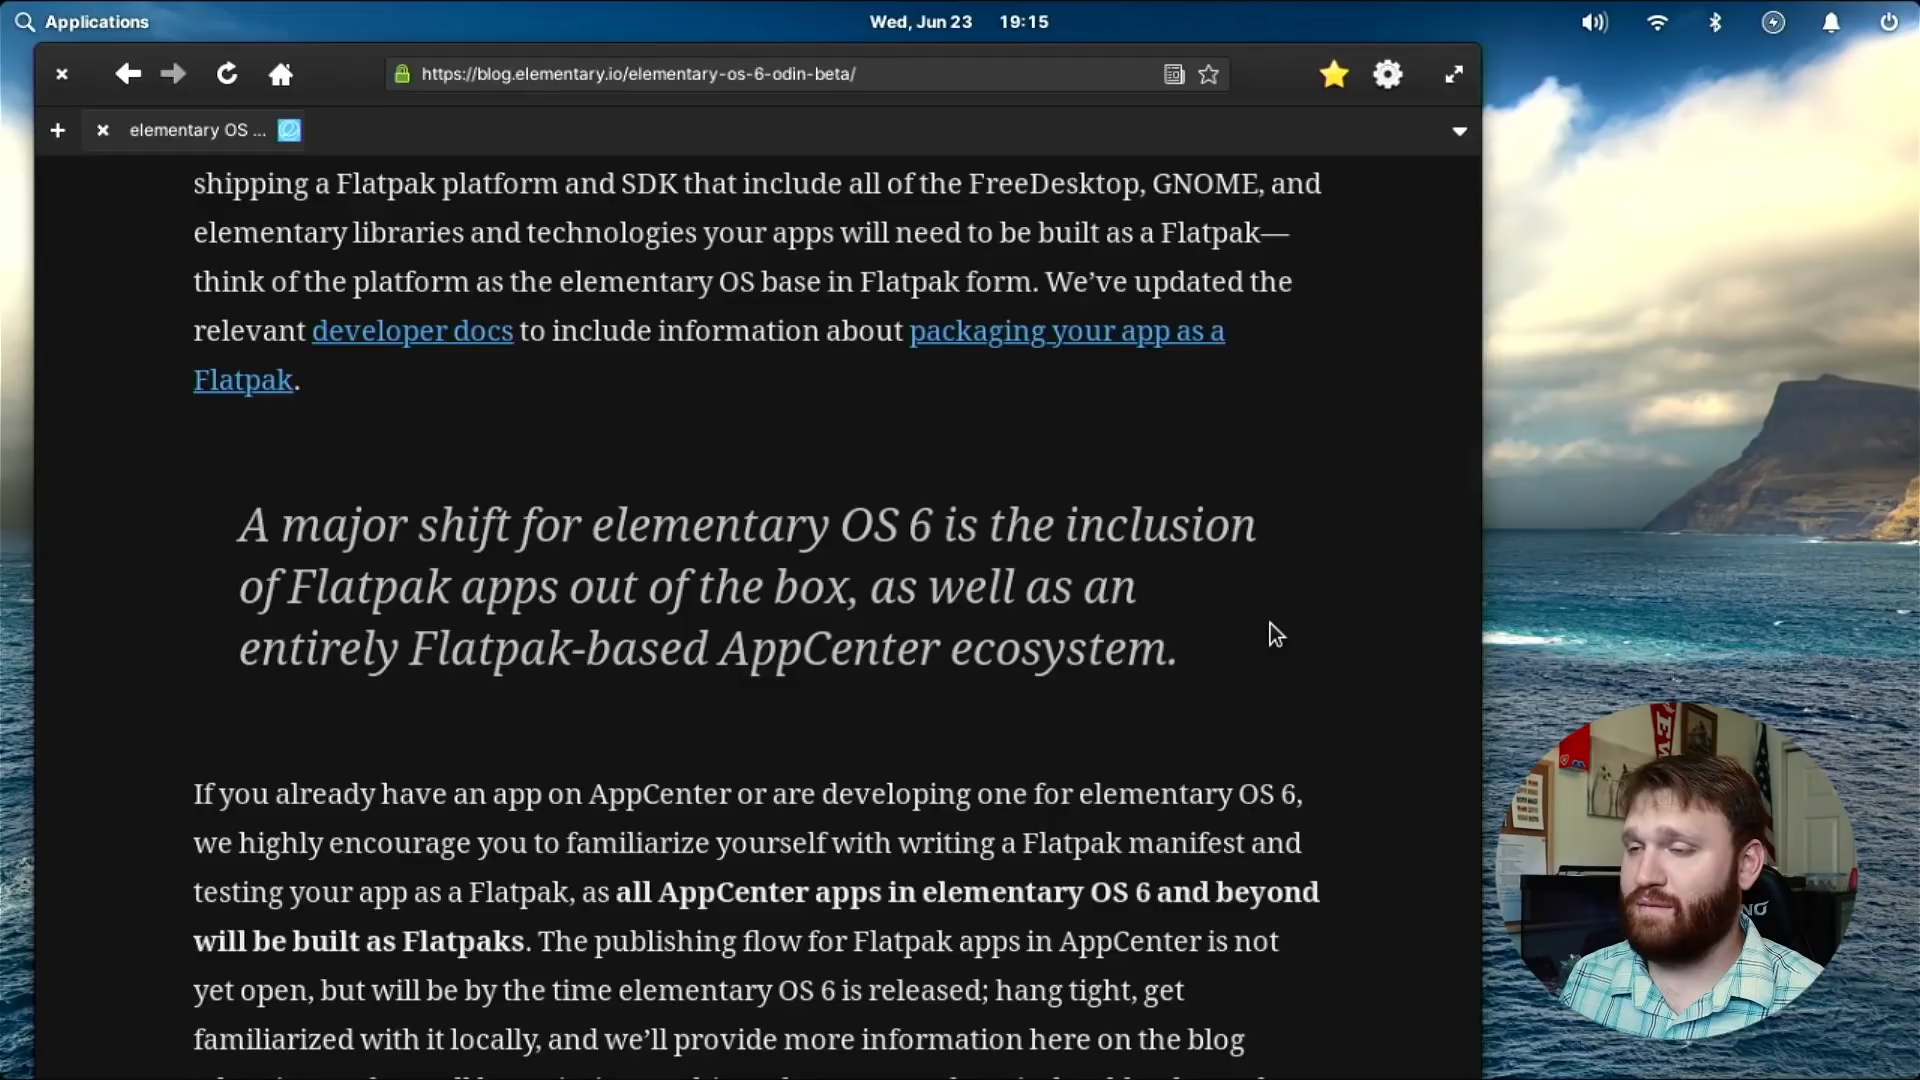 Applications
Wed, Jun 23 19:15
https://blog.elementary.io/elementary-os-6-odin-beta/
elementary OS ...
shipping a Flatpak platform and SDK that include all of the FreeDesktop, GNOME, and
elementary libraries and technologies your apps will need to be built as a Flatpak—
think of the platform as the elementary OS base in Flatpak form. We’ve updated the
relevant developer docs to include information about packaging your app as a
Flatpak.
A major shift for elementary OS 6 is the inclusion
of Flatpak apps out of the box, as well as an
entirely Flatpak-based AppCenter ecosystem.
If you already have an app on AppCenter or are developing one for elementary OS 6,
we highly encourage you to familiarize yourself with writing a Flatpak manifest and
testing your app as a Flatpak, as all AppCenter apps in elementary OS 6 and beyond
will be built as Flatpaks. The publishing flow for Flatpak apps in AppCenter is not
yet open, but will be by the time elementary OS 6 is released; hang tight, get
familiarized with it locally, and we’ll provide more information here on the blog